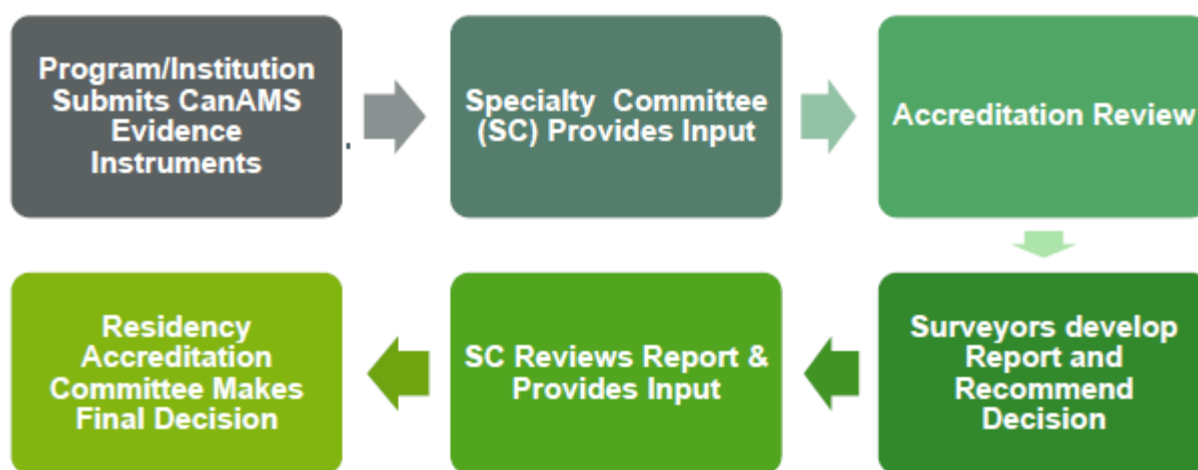 Program/Institution
Submits CanAMS
Evidence
Instruments
.
Specialty Committee
(SC) Provides Input
Accreditation Review
Surveyors develop
Report and
Recommend
Decision
SC Reviews Report &
Provides Input
Residency
Accreditation
Committee Makes
Final Decision